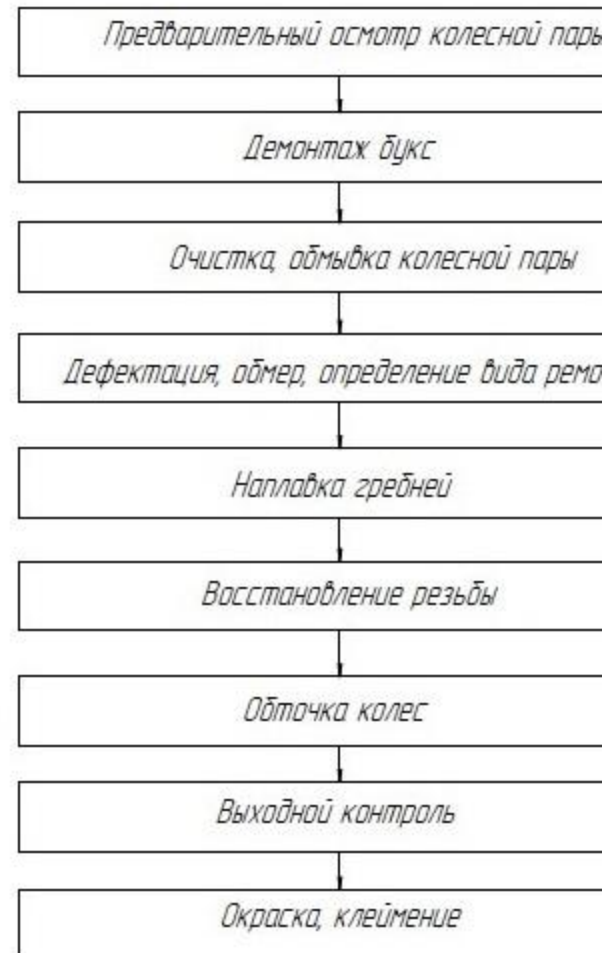 Предварительный осмотр колесной пары
Демонтаж букс
Очистка, обмывка колесной пары
Дефектация, обмер, определение вида ремо
Наплавка гребней
Восстановление резьбы
Обточка колес
Выходной контроль
Окраска, клеймение